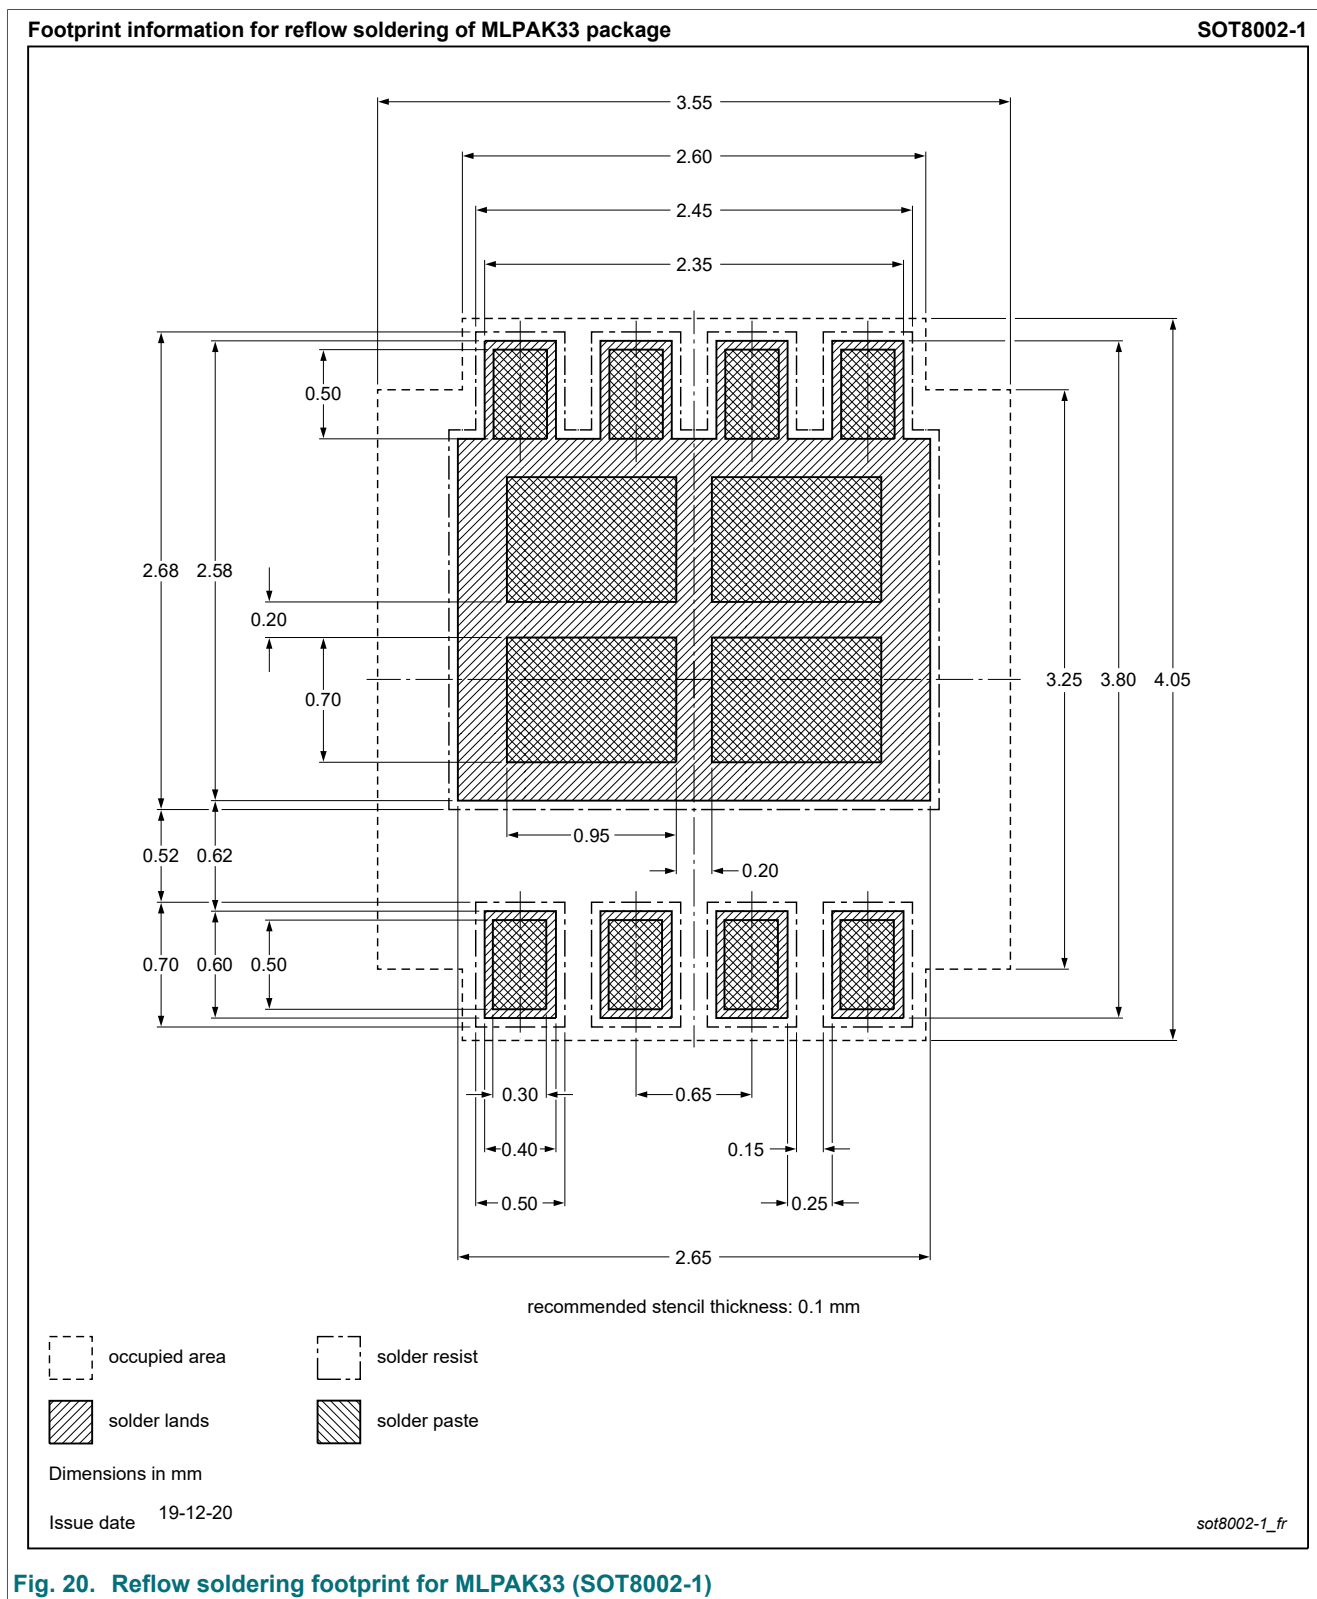 Footprint information for reflow soldering of MLPAK33 package SOT8002-1
3.55
2.60
2.45
2.35
0.50
2.68 2.58
0.20
0.70
3.25 3.80 4.05
0.95
0.52 0.62
0.20
0.70 0.60 0.50
0.30 0.65
0.40 0.15
0.50 0.25
2.65
recommended stencil thickness: 0.1 mm
occupied area solder resist
solder lands solder paste
Dimensions in mm
Issue date 19-12-20
sot8002-1_fr
Fig. 20. Reflow soldering footprint for MLPAK33 (SOT8002-1)